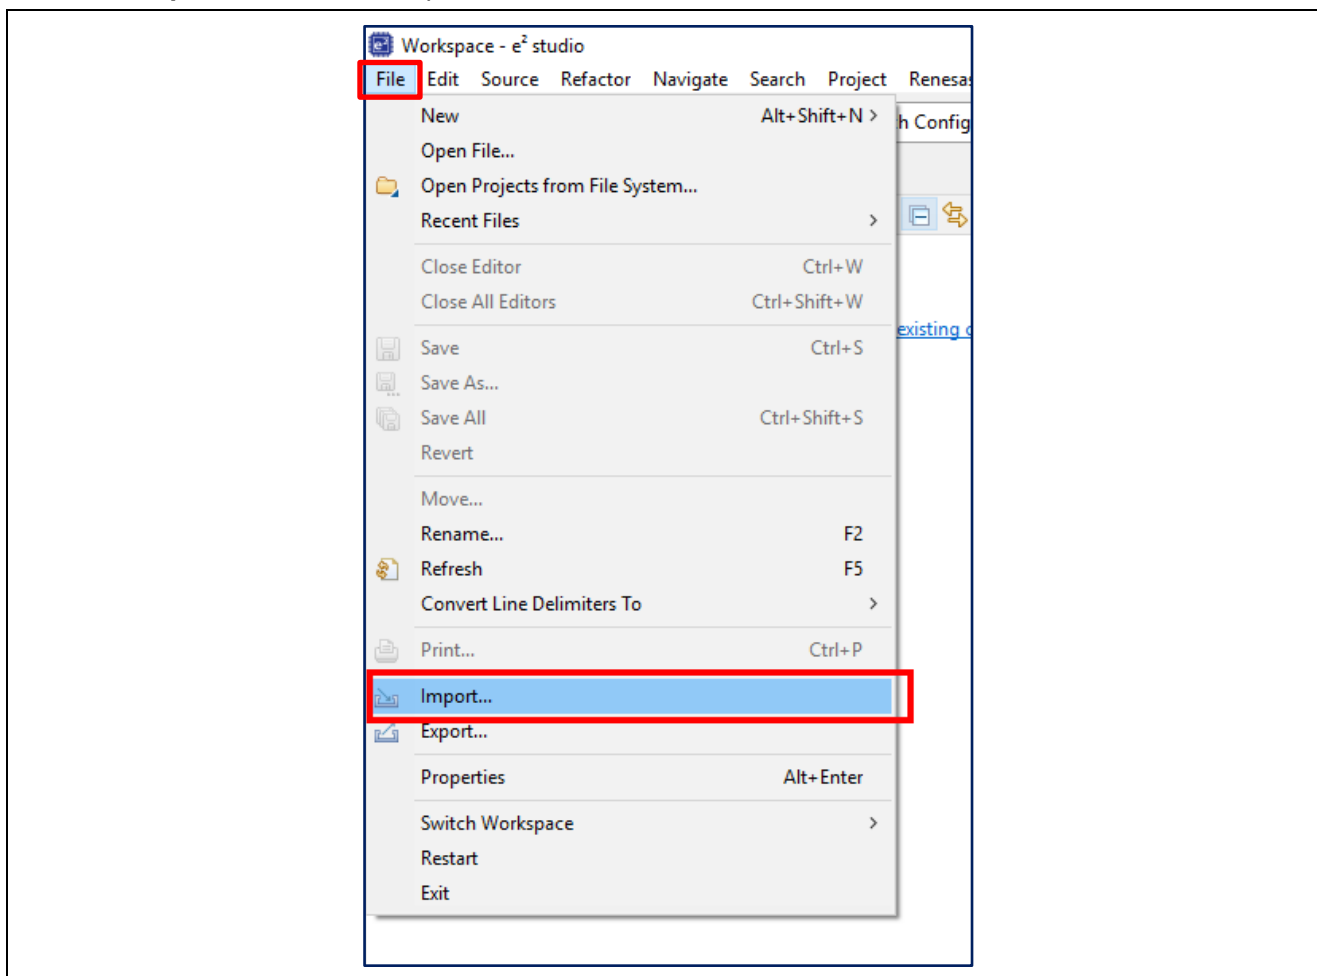 Workspace - e² studio
File Edit Source Refactor Navigate Search Project Renesas
New Alt+Shift+N >
h Config
Open File...
Open Projects from File System...
Recent Files >
Close Editor Ctrl+W
Close All Editors Ctrl+Shift+W
existing
Save Ctrl+S
Save As...
Save All Ctrl+Shift+S
Revert
Move...
Rename... F2
Refresh F5
Convert Line Delimiters To >
Print... Ctrl+P
Import...
Export...
Properties Alt+Enter
Switch Workspace >
Restart
Exit